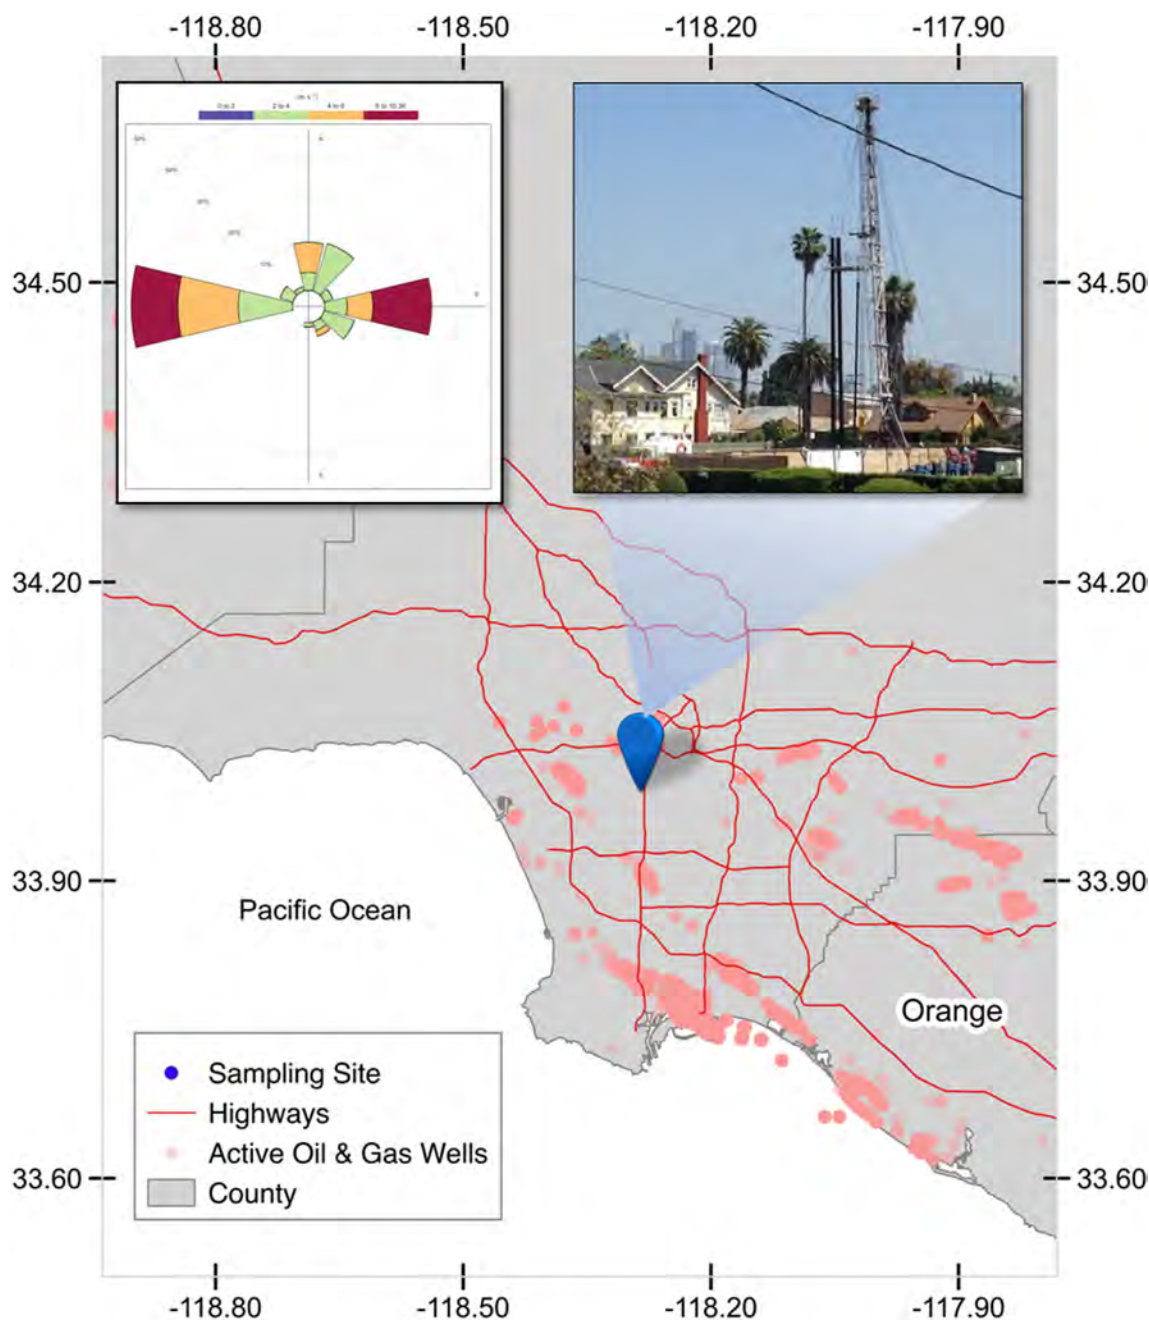 -118.80 -118.50 -118.20 -117.90
34.50 34.50
34.20 34.20
33.90 33.90
Pacific Ocean
Orange
Sampling Site
Highways
Active Oil & Gas Wells
County
33.60 33.60
-118.80 -118.50 -118.20 -117.90